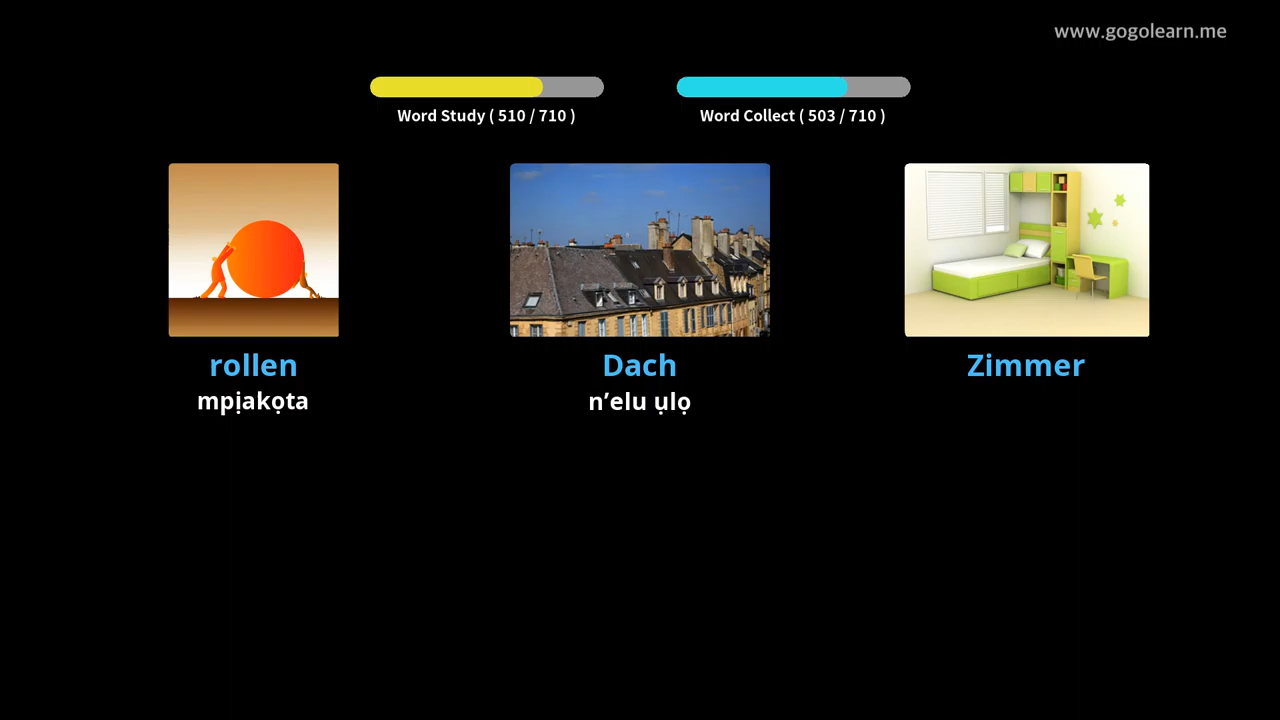 www.gogolearn.me
Word Study ( 510 / 710 )
Word Collect ( 503 / 710 )
rollen
mpịakọta
Dach
n’elu ụlọ
Zimmer